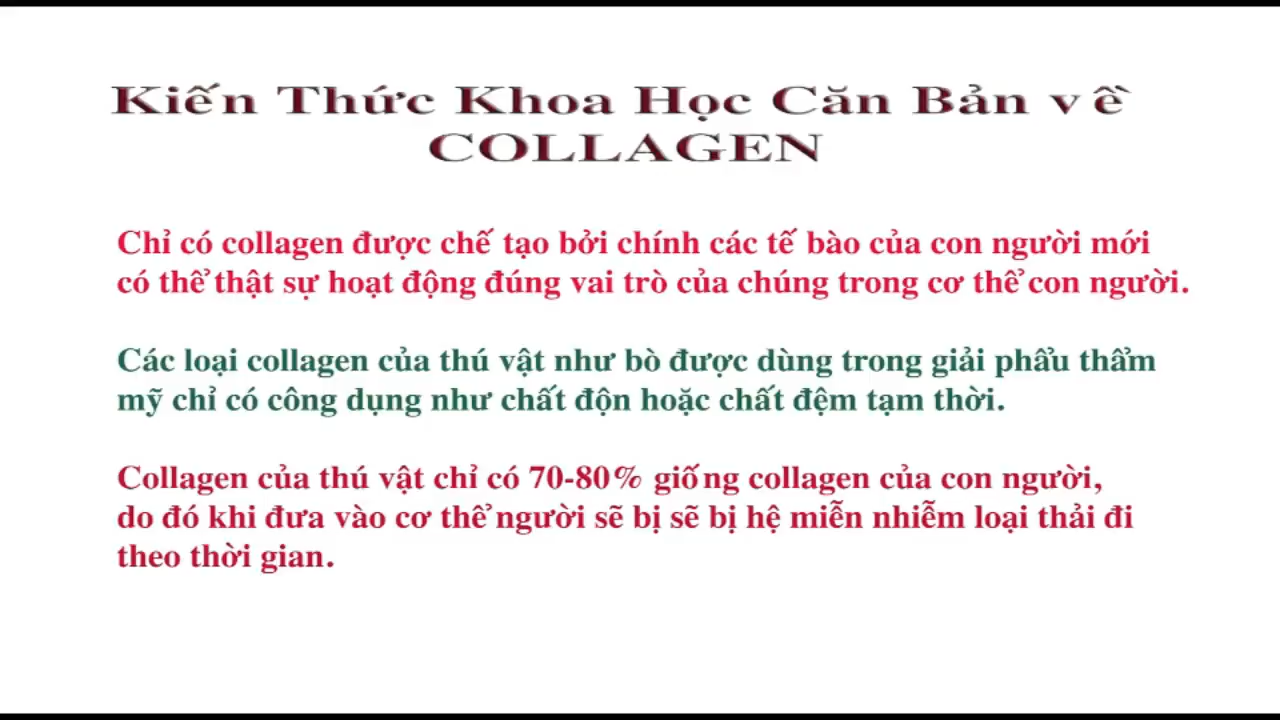 Kiến Thức Khoa Học Căn Bản về
COLLAGEN
Chỉ có collagen được chế tạo bởi chính các tế bào của con người mới
có thể thật sự hoạt động đúng vai trò của chúng trong cơ thể con người.
Các loại collagen của thú vật như bò được dùng trong giải phẩu thẩm
mỹ chỉ có công dụng như chất độn hoặc chất đệm tạm thời.
Collagen của thú vật chỉ có 70-80% giống collagen của con người,
do đó khi đưa vào cơ thể người sẽ bị sẽ bị hệ miễn nhiễm loại thải đi
theo thời gian.